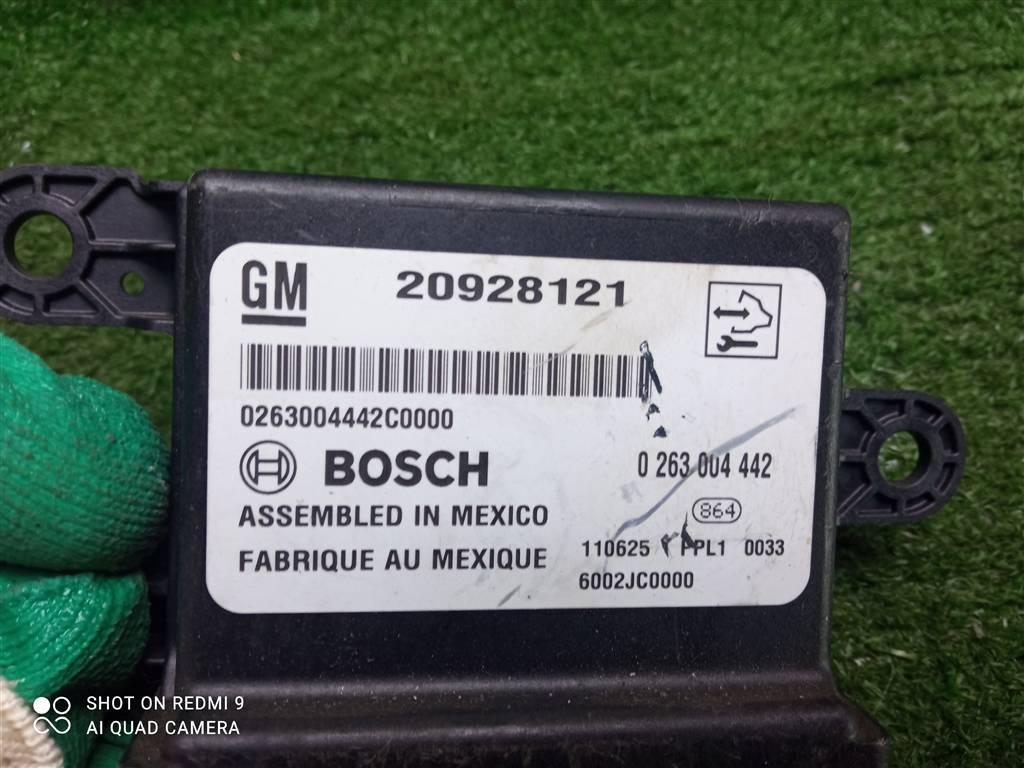 GM 20928121
0263004442C0000
BOSCH 0 263 004 442
864
ASSEMBLED IN MEXICO
FABRIQUE AU MEXIQUE
110625 PPL1 0033
6002JC0000
SHOT ON REDMI 9
AI QUAD CAMERA